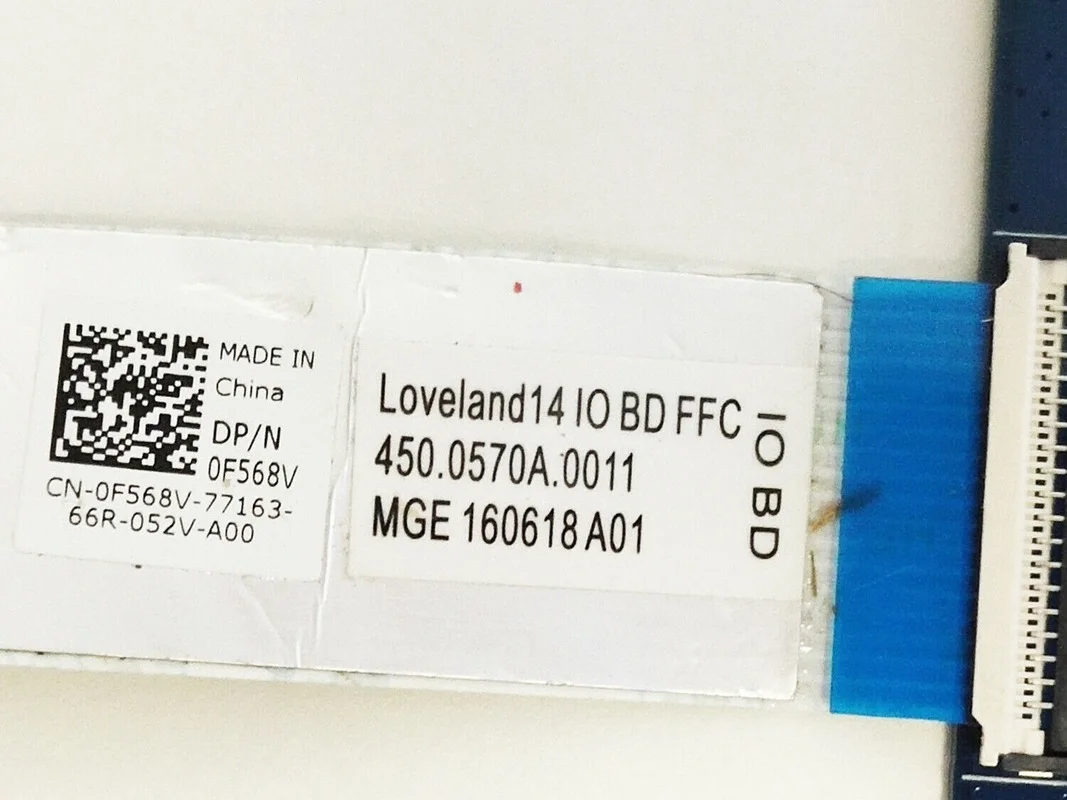 MADE IN
China
DP/N
0F568V
CN-0F568V-77163-
66R-052V-A00
Loveland14 IO BD FFC
450.0570A.0011
MGE 160618 A01
IO BD